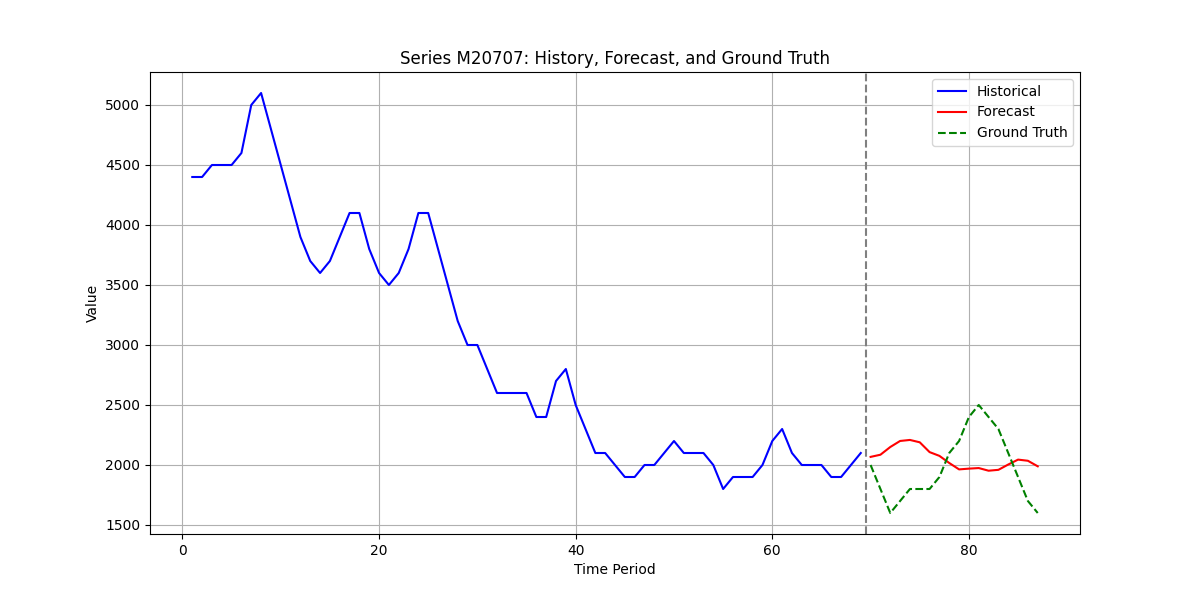 Series M20707: History, Forecast, and Ground Truth
Historical
Forecast
Ground Truth
5000
4500
4000
3500
3000
2500
2000
1500
Value
0 20 40 60 80
Time Period